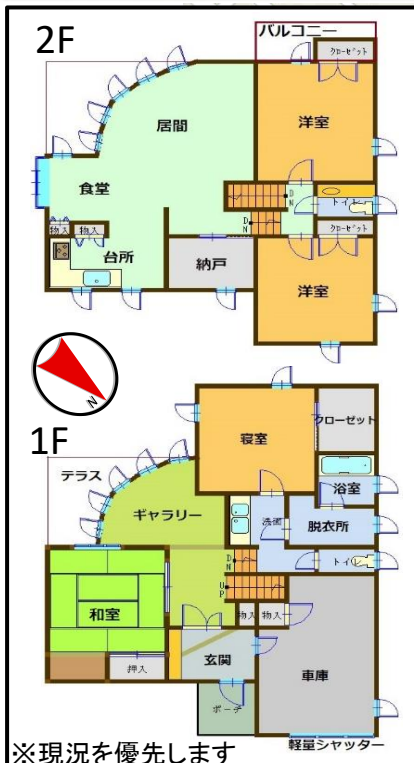 2F
バルコニー
クローゼット
居間
洋室
食堂
DN
トイレ
物入
物入
DN
クローゼット
台所
納戸
洋室
N
1F
クローゼット
寝室
テラス
浴室
ギャラリー
洗面
脱衣所
DN
トイレ
UP
和室
物入
物入
押入
玄関
車庫
ポーチ
軽量シャッター
※現況を優先します